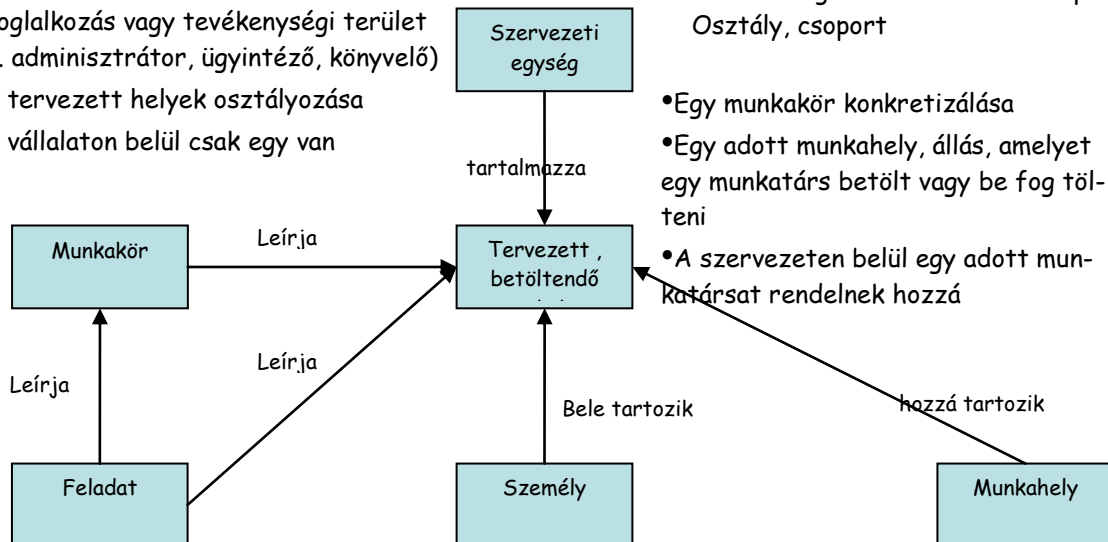 oglalkozás vagy tevékenységi terület
. adminisztrátor, ügyintéző, könyvelő)
tervezett helyek osztályozása
vállalaton belül csak egy van
Szervezeti
egység
Osztály, csoport
•Egy munkakör konkretizálása
•Egy adott munkahely, állás, amelyet
egy munkatárs betölt vagy be fog töl-
teni
•A szervezeten belül egy adott mun-
katársat rendelnek hozzá
tartalmazza
Munkakör
Leírja
Tervezett ,
betöltendő
Leírja
Leírja
Bele tartozik
hozzá tartozik
Feladat
Személy
Munkahely